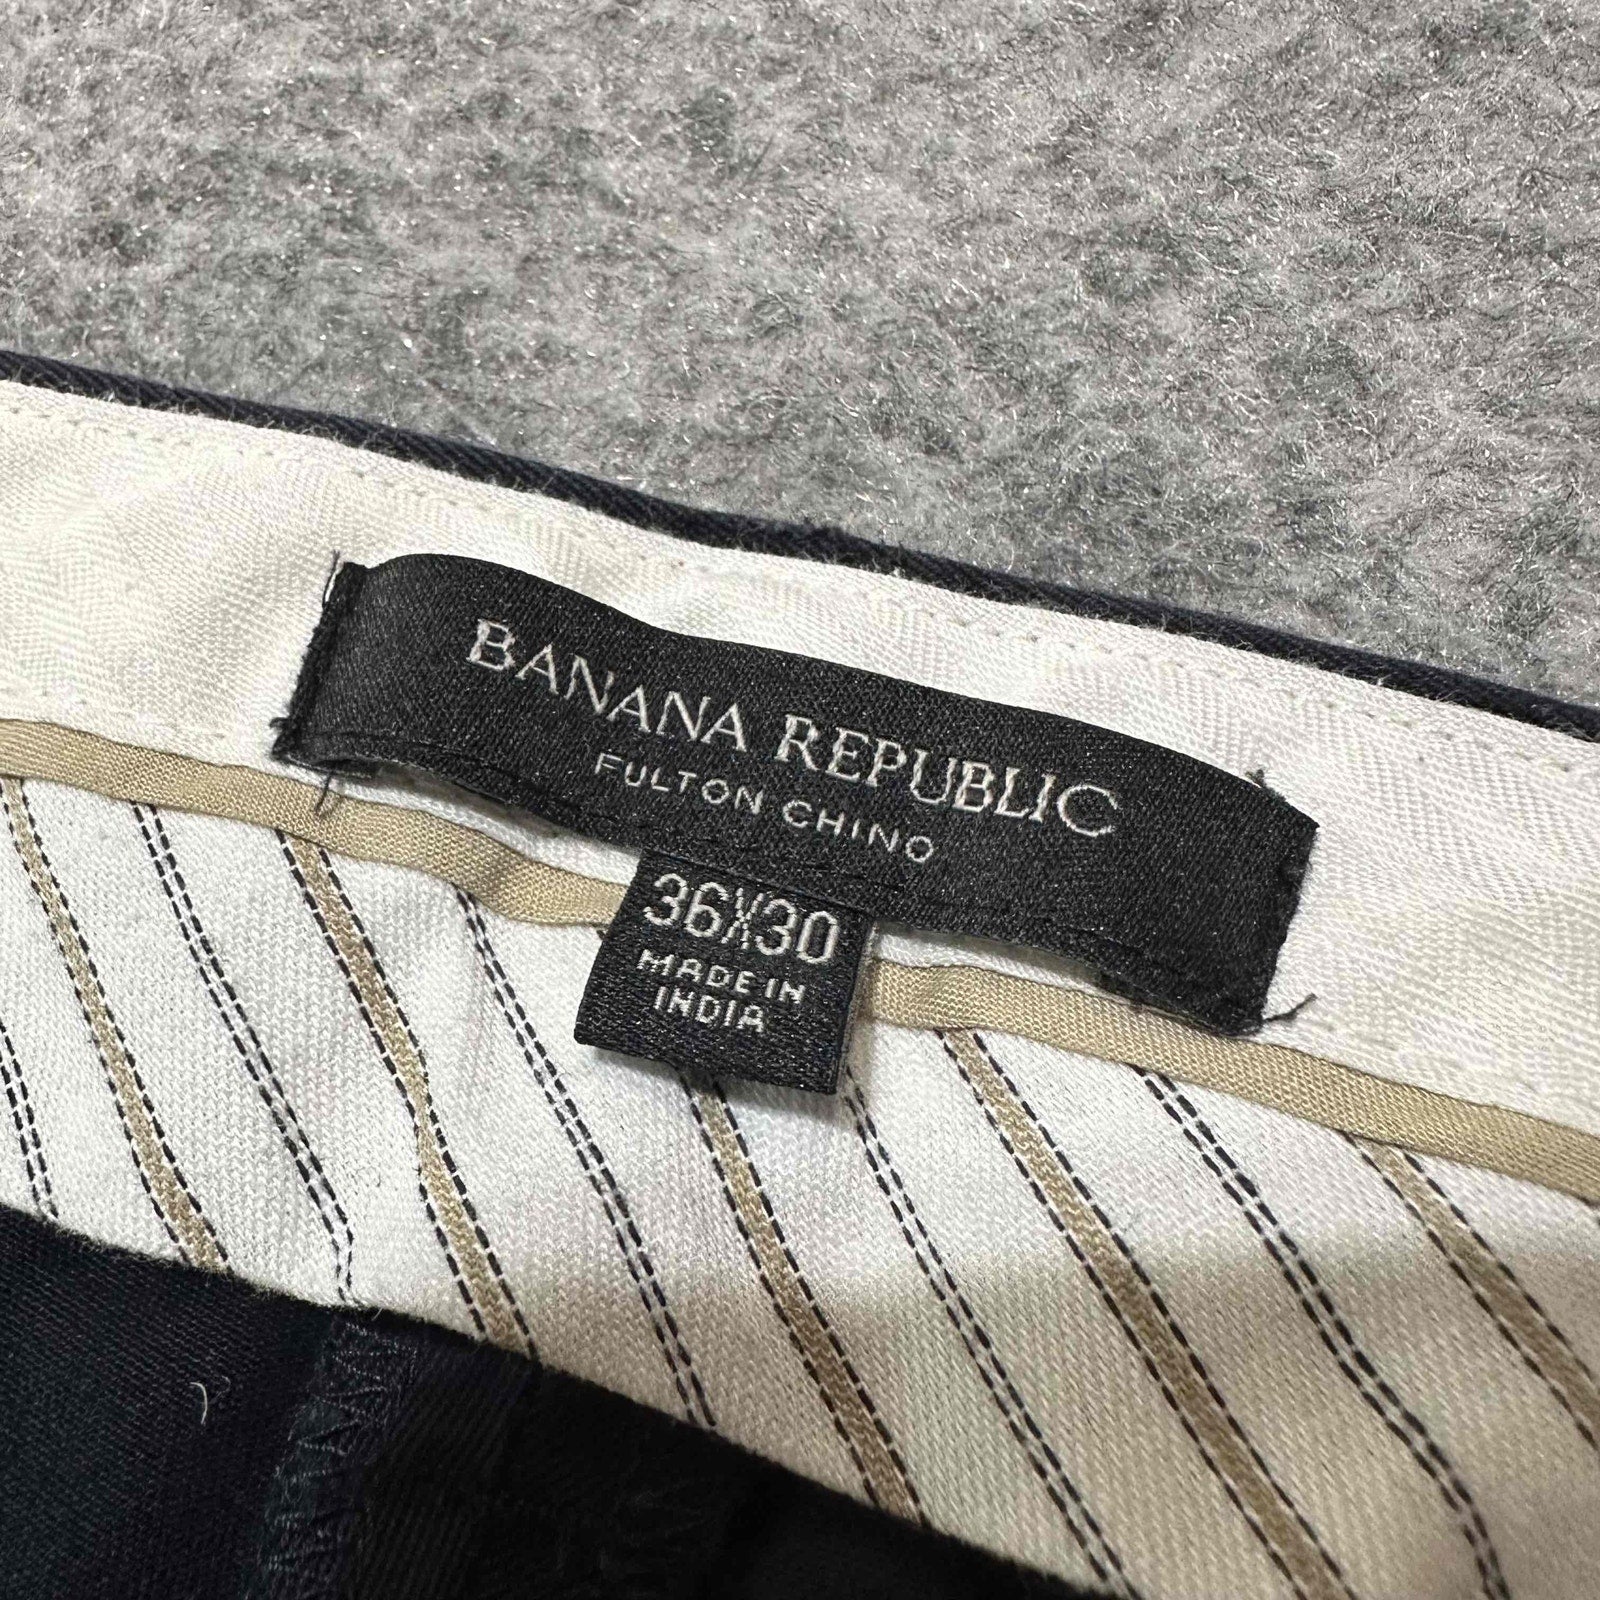 BANANA REPUBLIC
FULTON CHINO
36X30
MADE IN
INDIA